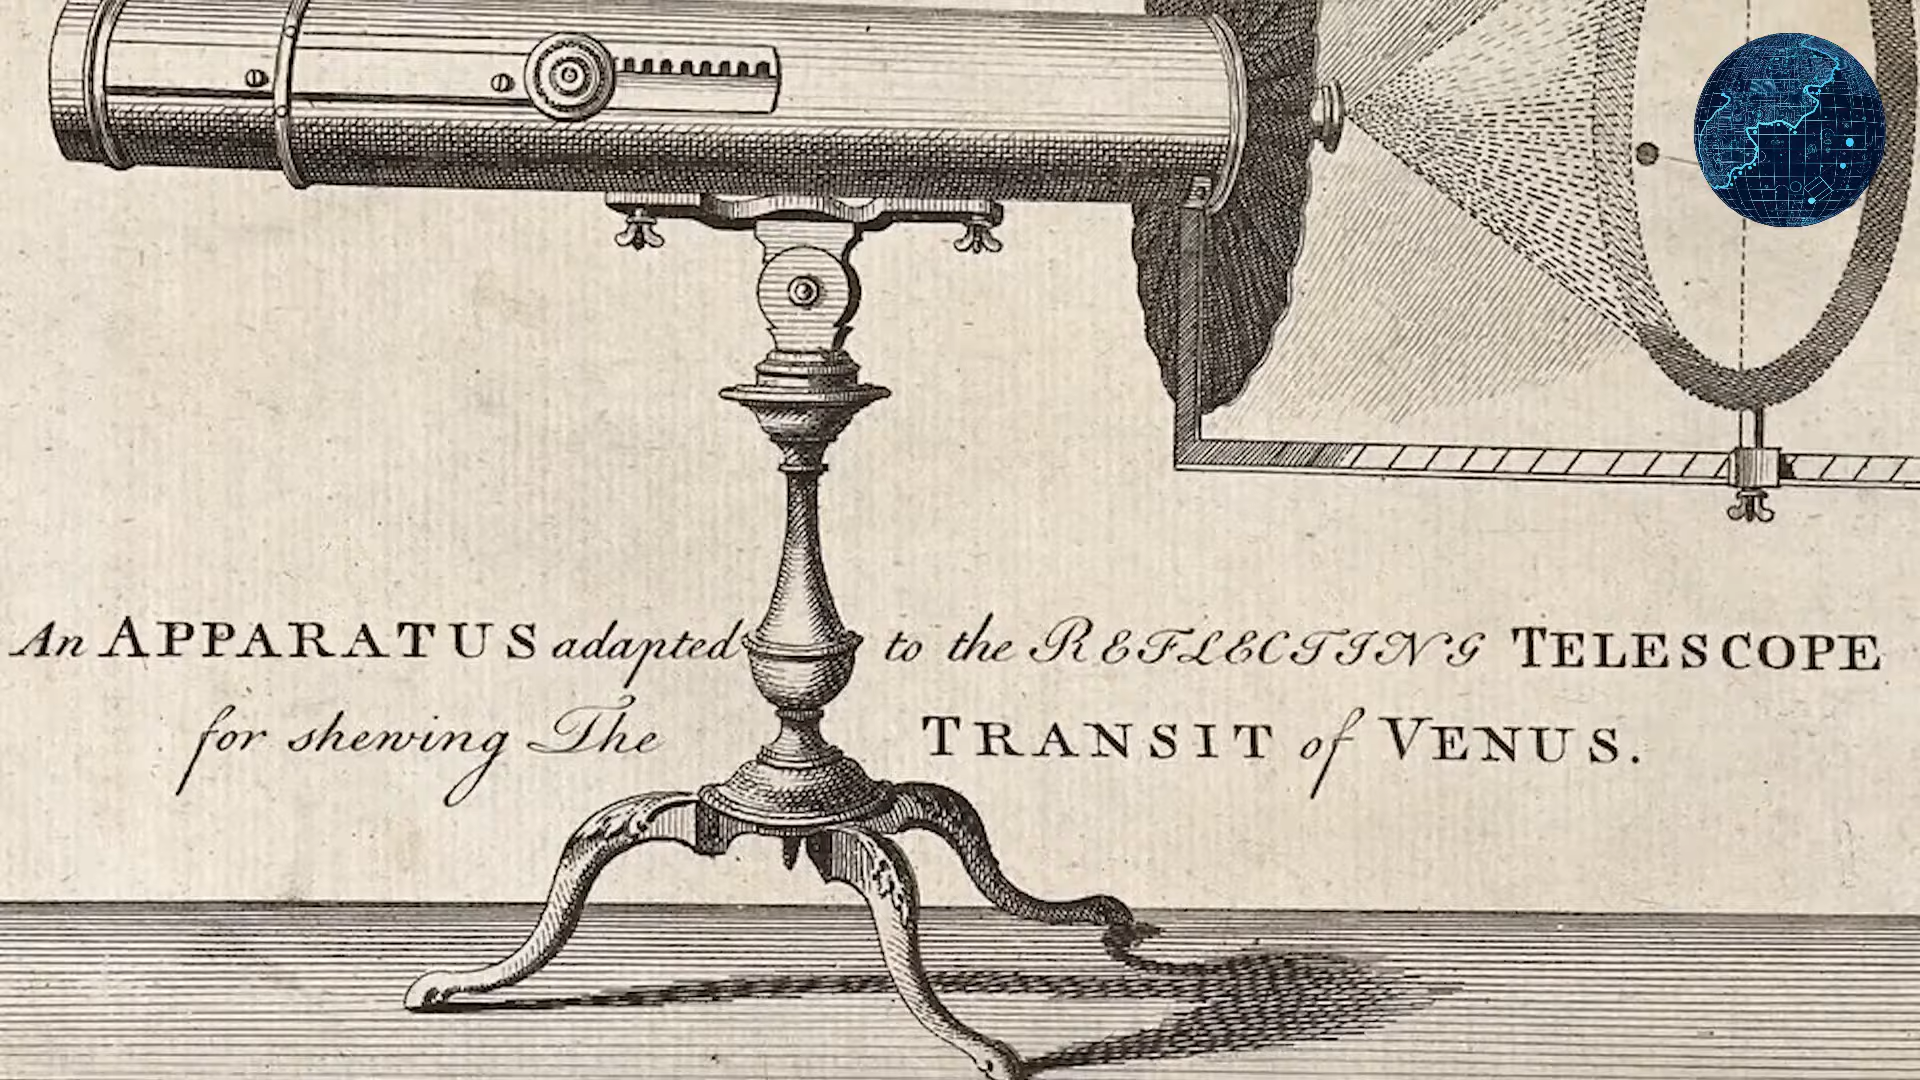 An APPARATUS adapted to the REFLECTING TELESCOPE
for shewing The TRANSIT of VENUS.